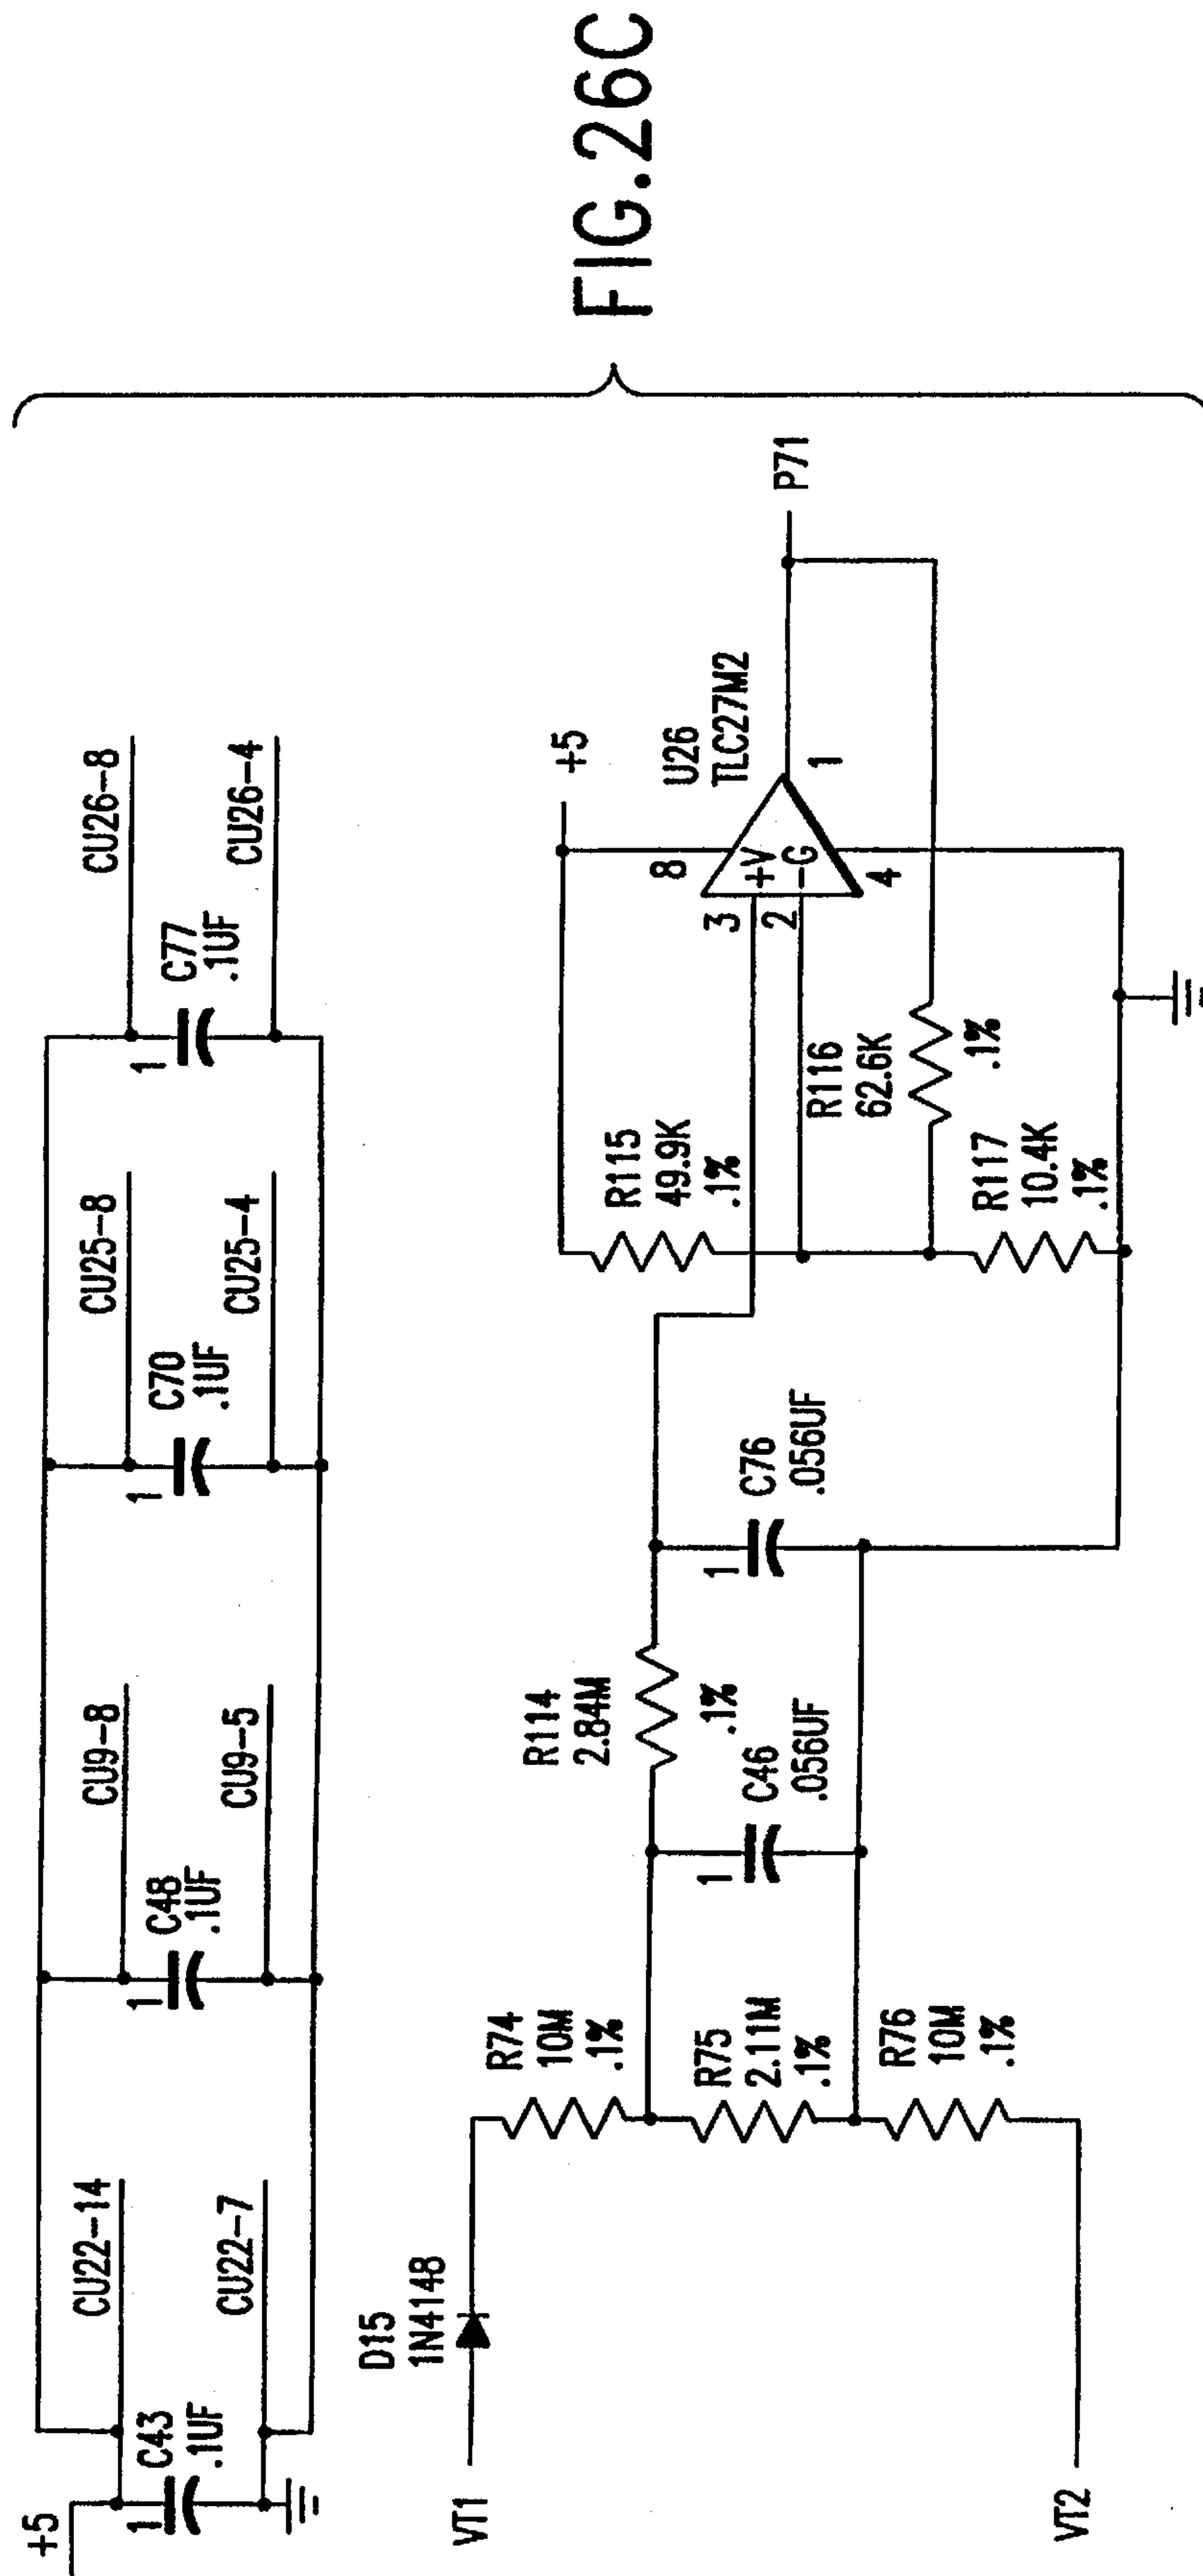 +5
1
C43
.1UF
CU22-14
CU22-7
1
C48
.1UF
CU9-8
CU9-5
1
C70
.1UF
CU25-8
CU25-4
1
C77
.1UF
CU26-8
CU26-4
VT1
D15
1N4148
R74
10M
.1%
R75
2.11M
.1%
R76
10M
.1%
VT2
1
C46
.056UF
R114
2.84M
.1%
1
C76
.056UF
R115
49.9K
.1%
R116
62.6K
.1%
R117
10.4K
.1%
+5
U26
TLC27M2
8
3
+V
2
-G
4
1
P71
FIG.26C